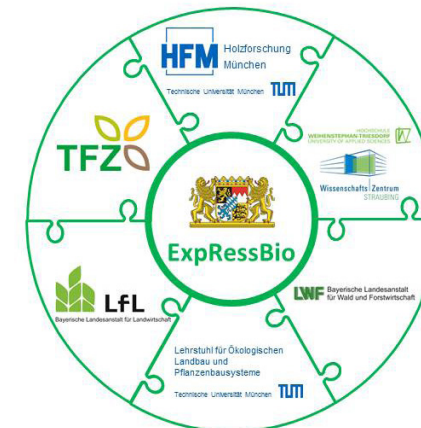 HFM Holzforschung
München
Technische Universität München TUM
TFZ
HOCHSCHULE
WEIHENSTEPHAN-TRIESDORF
UNIVERSITY OF APPLIED SCIENCES
Wissenschafts Zentrum
STRAUBING
ExpRessBio
LfL
Bayerische Landesanstalt für Landwirtschaft
LWF Bayerische Landesanstalt
für Wald und Forstwirtschaft
Lehrstuhl für Ökologischen
Landbau und
Pflanzenbausysteme
Technische Universität München TUM